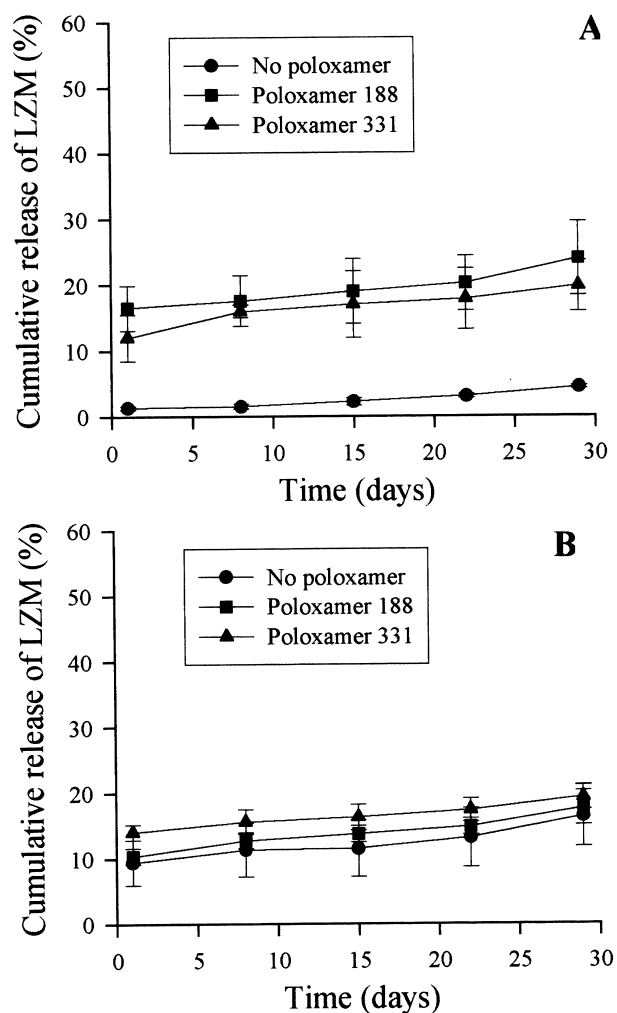 A
60
50
40
30
20
10
0
Cumulative release of LZM (%)
No poloxamer
Poloxamer 188
Poloxamer 331
0 5 10 15 20 25 30
Time (days)
B
60
50
40
30
20
10
0
Cumulative release of LZM (%)
No poloxamer
Poloxamer 188
Poloxamer 331
0 5 10 15 20 25 30
Time (days)